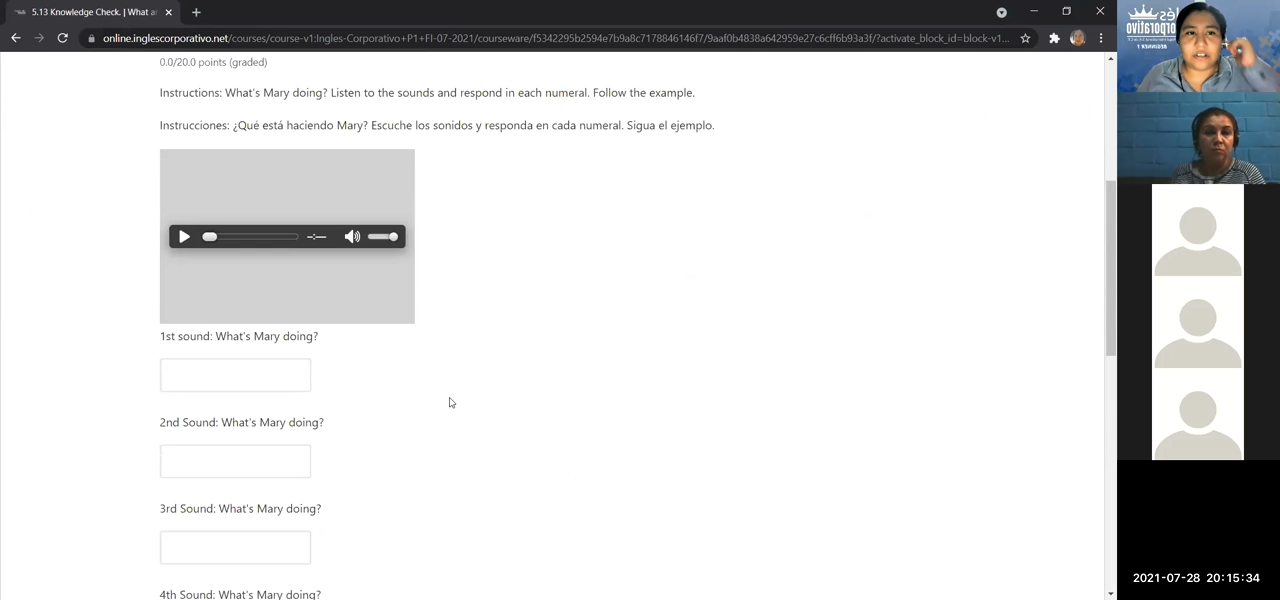 5.13 Knowledge Check. | What ar
online.inglescorporativo.net/courses/course-v1:Ingles-Corporativo+P1+FI-07-2021/courseware/f5342295b2594e7b9a8c7178846146f7/9aaf0b4838a642959e27c6cff6b93a3f/?activate_block_id=block-v1...
0.0/20.0 points (graded)
Instructions: What's Mary doing? Listen to the sounds and respond in each numeral. Follow the example.
Instrucciones: ¿Qué está haciendo Mary? Escuche los sonidos y responda en cada numeral. Sigua el ejemplo.
-:--
1st sound: What's Mary doing?
2nd Sound: What's Mary doing?
3rd Sound: What's Mary doing?
4th Sound: What's Mary doing?
2021-07-28 20:15:34